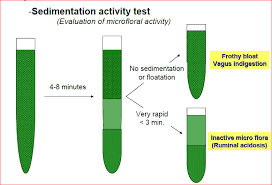 -Sedimentation activity test
(Evaluation of microfloral activity)
4-8 minutes
No sedimentation
or floatation
Frothy bloat
Vagus indigestion
Very rapid
< 3 min.
Inactive micro flora
(Ruminal acidosis)